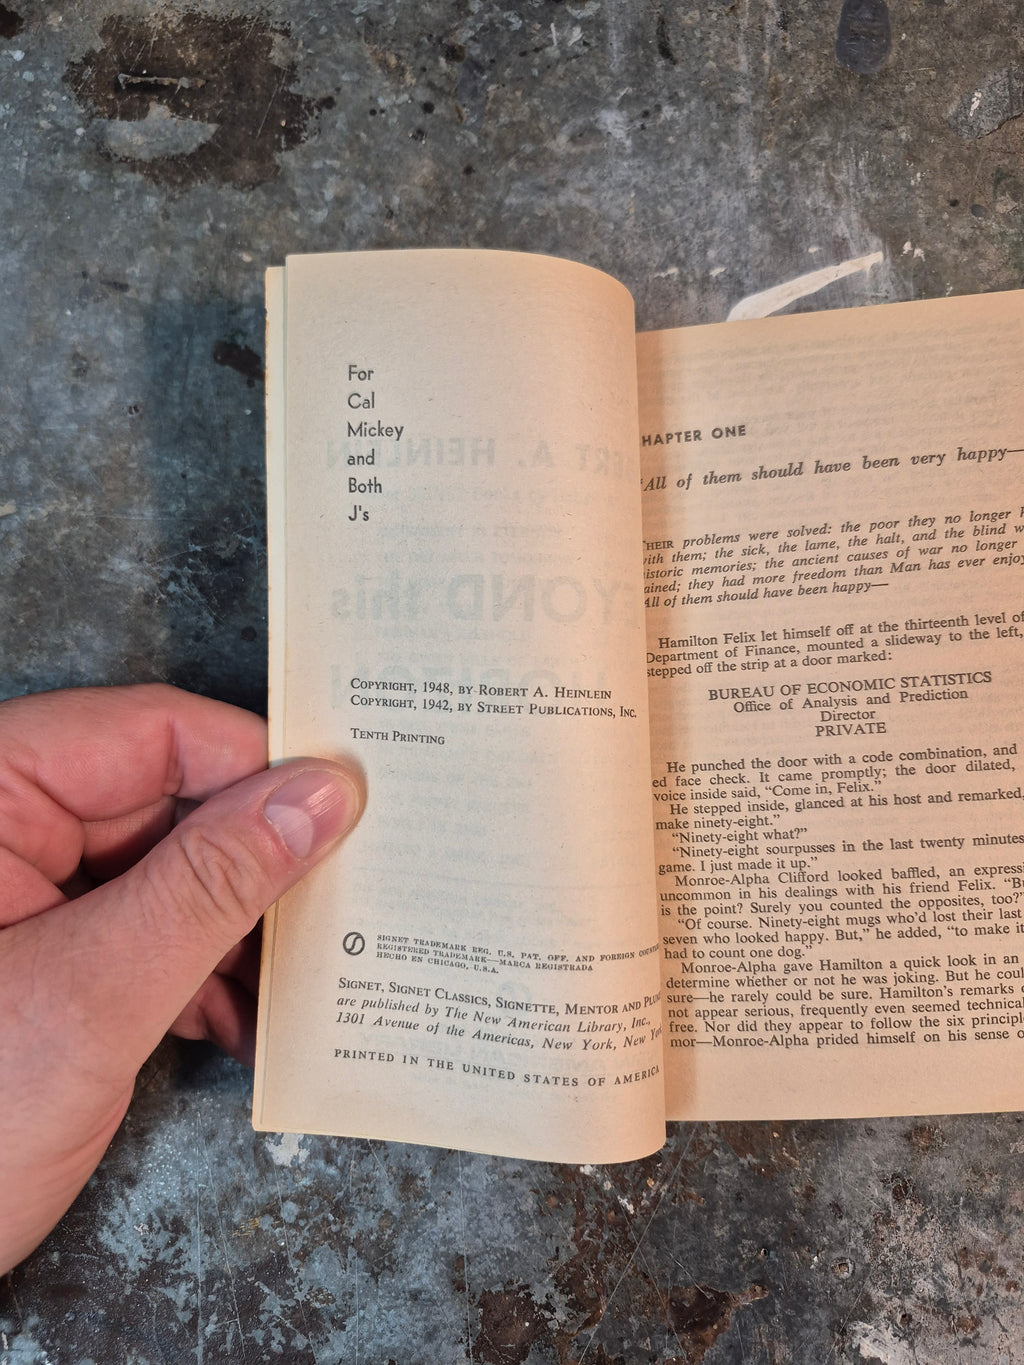 For
Cal
Mickey
and
Both
J's
COPYRIGHT, 1948, BY ROBERT A. HEINLEIN
COPYRIGHT, 1942, BY STREET PUBLICATIONS, INC.
TENTH PRINTING
SIGNET TRADEMARK REG. U.S. PAT. OFF. AND FOREIGN
REGISTERED TRADEMARK—MARCA REGISTRADA
HECHO EN CHICAGO, U.S.A.
SIGNET, SIGNET CLASSICS, SIGNETTE, MENTOR AND
are published by The New American Library, Inc.,
1301 Avenue of the Americas, New York, New
PRINTED IN THE UNITED STATES OF AMERICA
HAPTER ONE
All of them should have been very happy—
HEIR problems were solved: the poor they no longer
with them; the sick, the lame, the halt, and the blind
istoric memories; the ancient causes of war no longer
ained; they had more freedom than Man has ever enjoy
All of them should have been happy—
Hamilton Felix let himself off at the thirteenth level of
Department of Finance, mounted a slideway to the left,
stepped off the strip at a door marked:
BUREAU OF ECONOMIC STATISTICS
Office of Analysis and Prediction
Director
PRIVATE
He punched the door with a code combination, and
ed face check. It came promptly; the door dilated,
voice inside said, “Come in, Felix.”
He stepped inside, glanced at his host and remarked,
make ninety-eight.”
“Ninety-eight what?”
“Ninety-eight sourpusses in the last twenty minutes
game. I just made it up.”
Monroe-Alpha Clifford looked baffled, an expressi
uncommon in his dealings with his friend Felix.
is the point? Surely you counted the opposites, too?”
“Of course. Ninety-eight mugs who’d lost their last
seven who looked happy. But,” he added, “to make it
had to count one dog.”
Monroe-Alpha gave Hamilton a quick look in an
determine whether or not he was joking. But he coul
sure—he rarely could be sure. Hamilton’s remarks
not appear serious, frequently even seemed technical
free. Nor did they appear to follow the six principl
mor—Monroe-Alpha prided himself on his sense